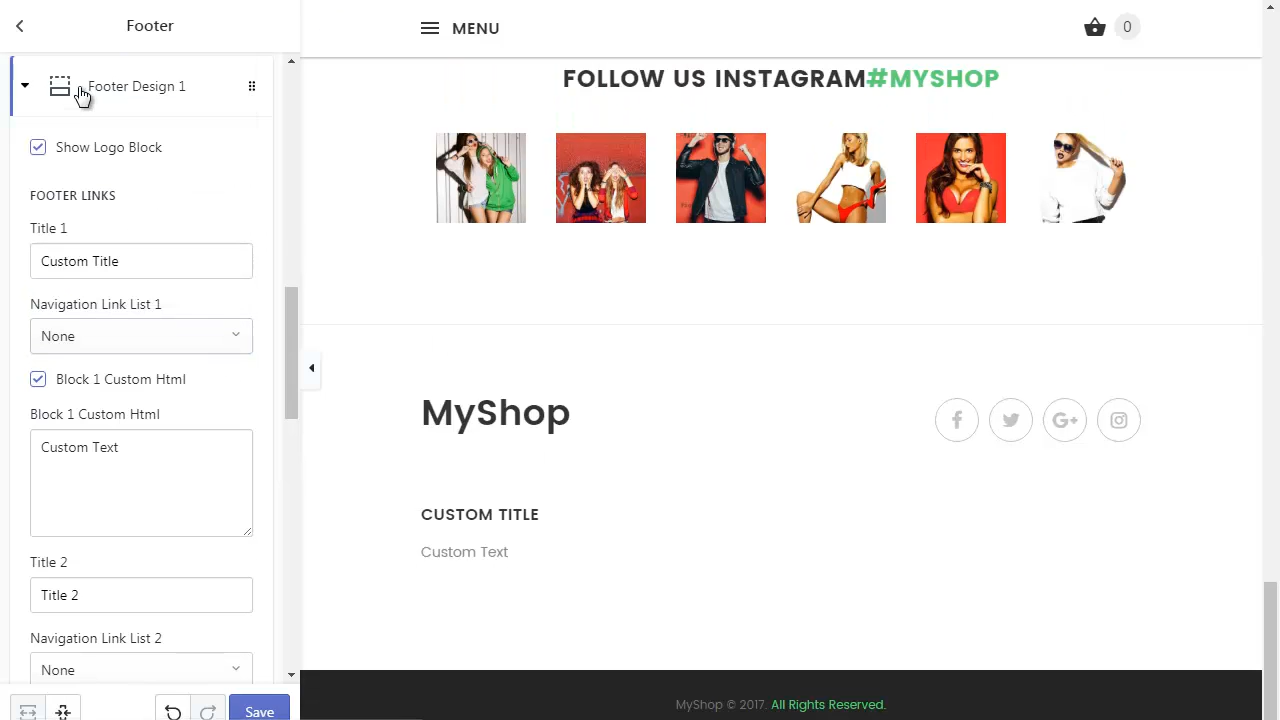 Footer
Footer Design 1
Show Logo Block
FOOTER LINKS
Title 1
Custom Title
Navigation Link List 1
None
Block 1 Custom Html
Block 1 Custom Html
Custom Text
Title 2
Title 2
Navigation Link List 2
None
Save
MENU
0
FOLLOW US INSTAGRAM#MYSHOP
MyShop
CUSTOM TITLE
Custom Text
MyShop © 2017. All Rights Reserved.